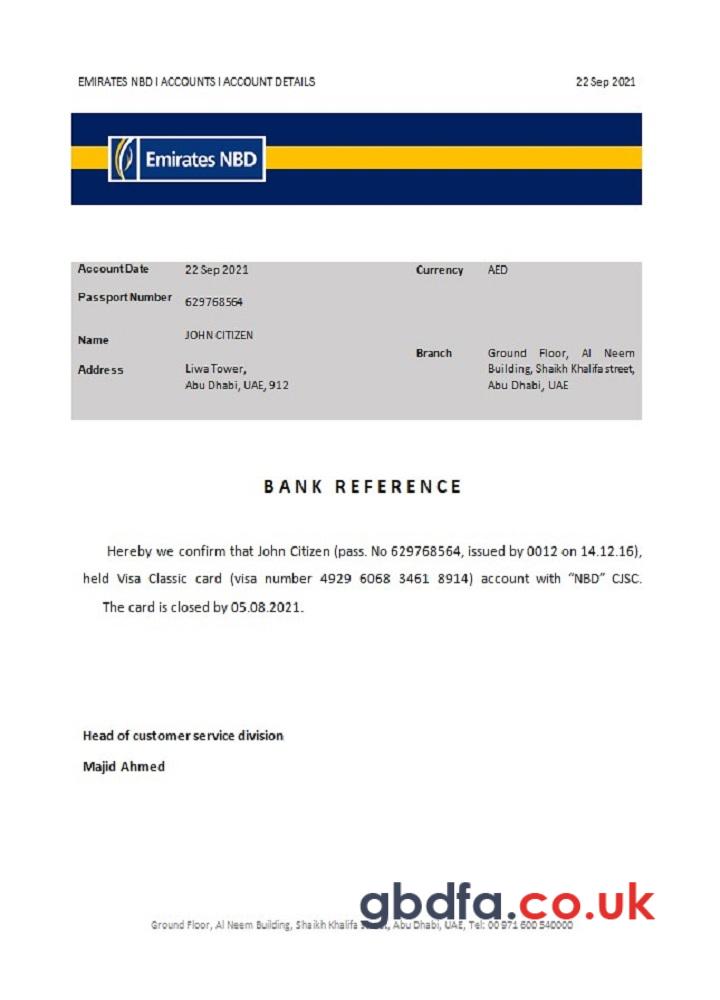 EMIRATES NBD I ACCOUNTS I ACCOUNT DETAILS 22 Sep 2021
Emirates NBD
Account Date 22 Sep 2021 Currency AED
Passport Number 629768564
Name JOHN CITIZEN
Branch Ground Floor, Al Neem
Address Liwa Tower, Building, Shaikh Khalifa street,
Abu Dhabi, UAE, 912 Abu Dhabi, UAE
BANK REFERENCE
Hereby we confirm that John Citizen (pass. No 629768564, issued by 0012 on 14.12.16),
held Visa Classic card (visa number 4929 6068 3461 8914) account with “NBD” CJSC.
The card is closed by 05.08.2021.
Head of customer service division
Majid Ahmed
gbdfa.co.uk
Ground Floor, Al Neem Building, Shaikh Khalifa Abu Dhabi, UAE, Tel: 00 971 600 540000